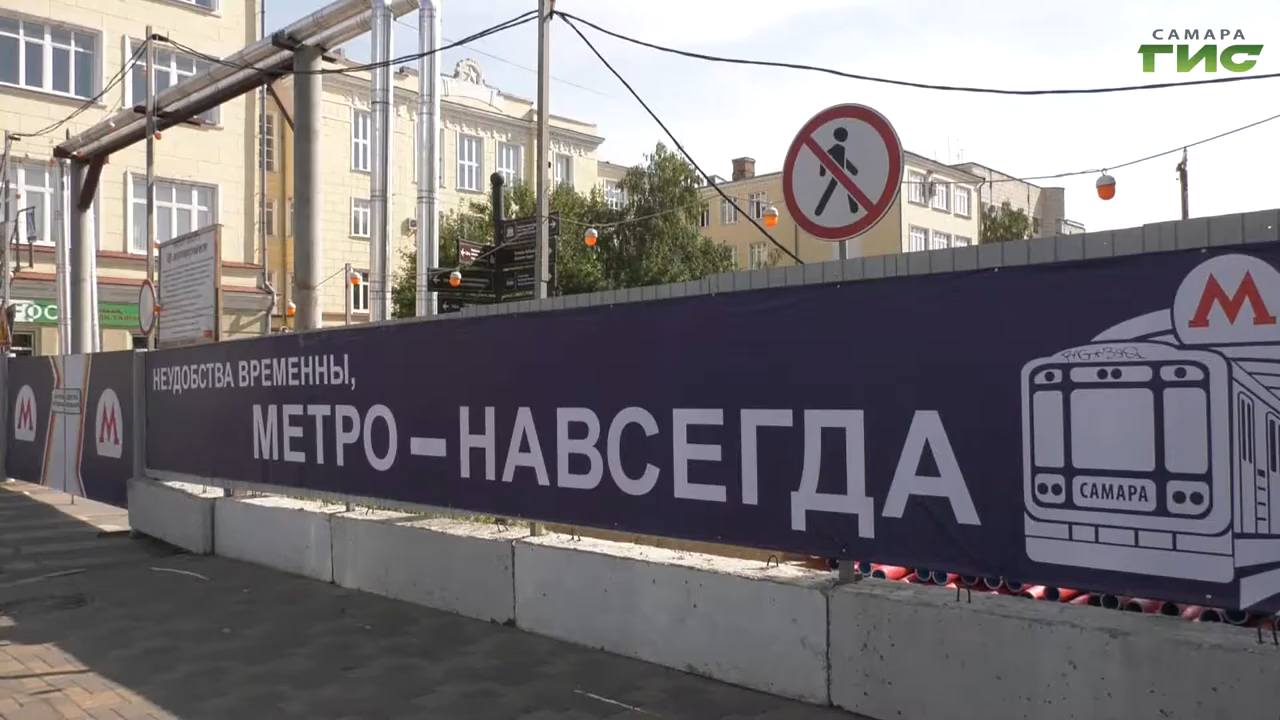 САМАРА
ГИС
НЕУДОБСТВА ВРЕМЕННЫ,
МЕТРО – НАВСЕГДА
М
САМАРА
М
М